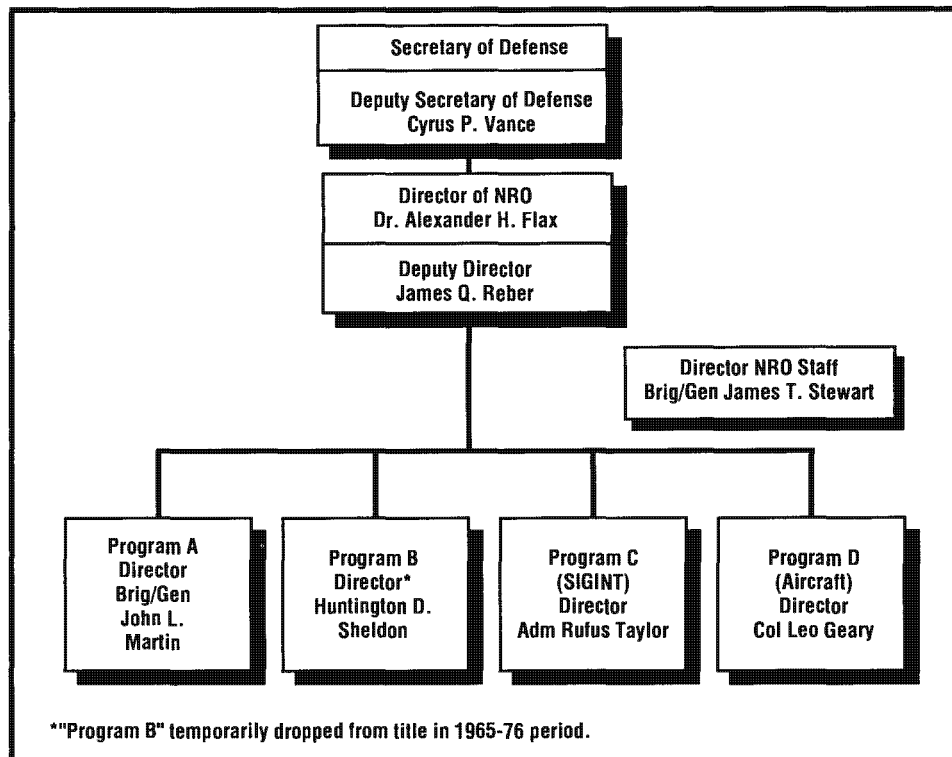 Secretary of Defense
Deputy Secretary of Defense
Cyrus P. Vance
Director of NRO
Dr. Alexander H. Flax
Deputy Director
James Q. Reber
Director NRO Staff
Brig/Gen James T. Stewart
Program A
Director
Brig/Gen
John L.
Martin
Program B
Director*
Huntington D.
Sheldon
Program C
(SIGINT)
Director
Adm Rufus Taylor
Program D
(Aircraft)
Director
Col Leo Geary
*"Program B" temporarily dropped from title in 1965-76 period.